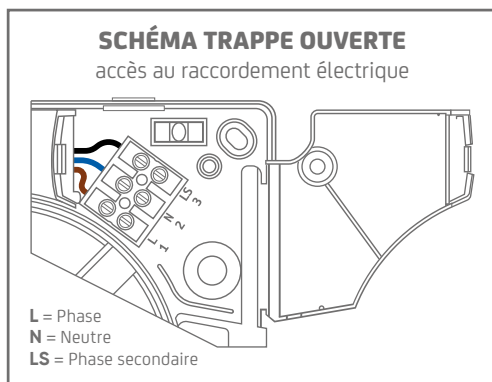 SCHÉMA TRAPPE OUVERTE
accès au raccordement électrique
LS
3
N
2
L
1
L = Phase
N = Neutre
LS = Phase secondaire